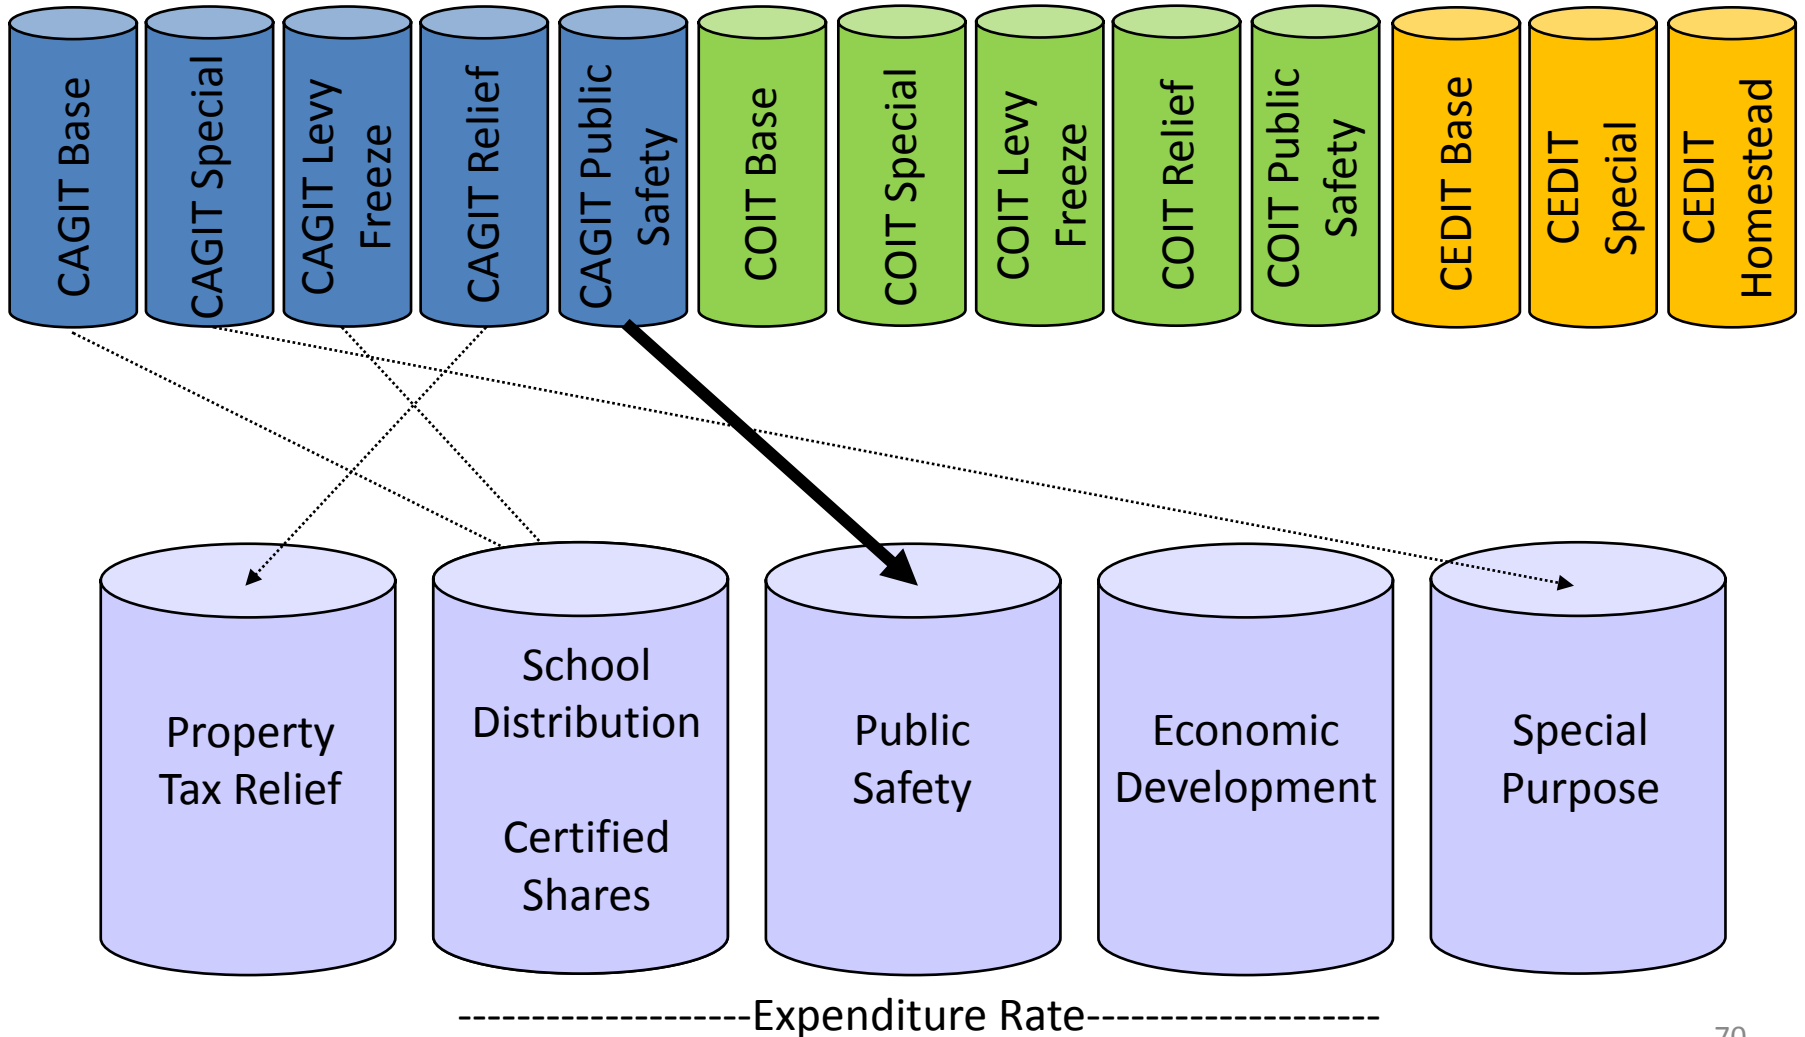 CAGIT Base
CAGIT Special
CAGIT Levy
Freeze
CAGIT Relief
CAGIT Public
Safety
COIT Base
COIT Special
COIT Levy
Freeze
COIT Relief
COIT Public
Safety
CEDIT Base
CEDIT
Special
CEDIT
Homestead
Property
Tax Relief
School
Distribution
Certified
Shares
Public
Safety
Economic
Development
Special
Purpose
--------------------Expenditure Rate--------------------
70